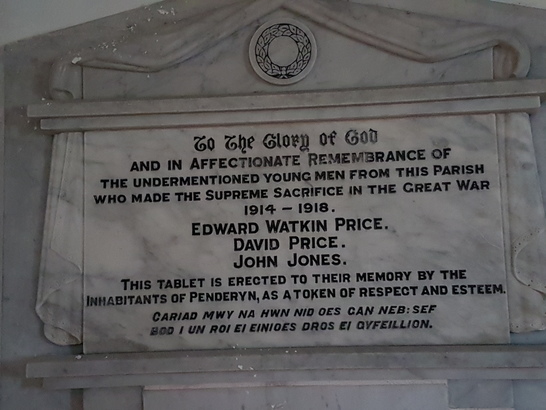 To The Glory of God
AND IN AFFECTIONATE REMEMBRANCE OF
THE UNDERMENTIONED YOUNG MEN FROM THIS PARISH
WHO MADE THE SUPREME SACRIFICE IN THE GREAT WAR
1914 – 1918.
EDWARD WATKIN PRICE.
DAVID PRICE.
JOHN JONES.
THIS TABLET IS ERECTED TO THEIR MEMORY BY THE
INHABITANTS OF PENDERYN, AS A TOKEN OF RESPECT AND ESTEEM.
CARIAD MWY NA HWN NID OES GAN NEB: SEF
BOD I UN ROI EI EINIOES DROS EI GYFEILLION.